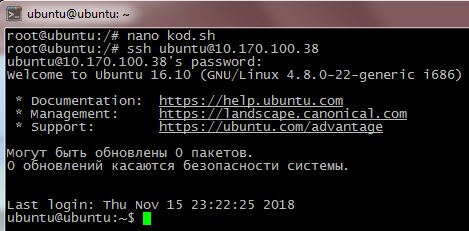 ubuntu@ubuntu: ~
root@ubuntu:/# nano kod.sh
root@ubuntu:/# ssh ubuntu@10.170.100.38
ubuntu@10.170.100.38's password:
Welcome to Ubuntu 16.10 (GNU/Linux 4.8.0-22-generic i686)
* Documentation: https://help.ubuntu.com
* Management: https://landscape.canonical.com
* Support: https://ubuntu.com/advantage
Могут быть обновлены 0 пакетов.
0 обновлений касаются безопасности системы.
Last login: Thu Nov 15 23:22:25 2018
ubuntu@ubuntu:~$